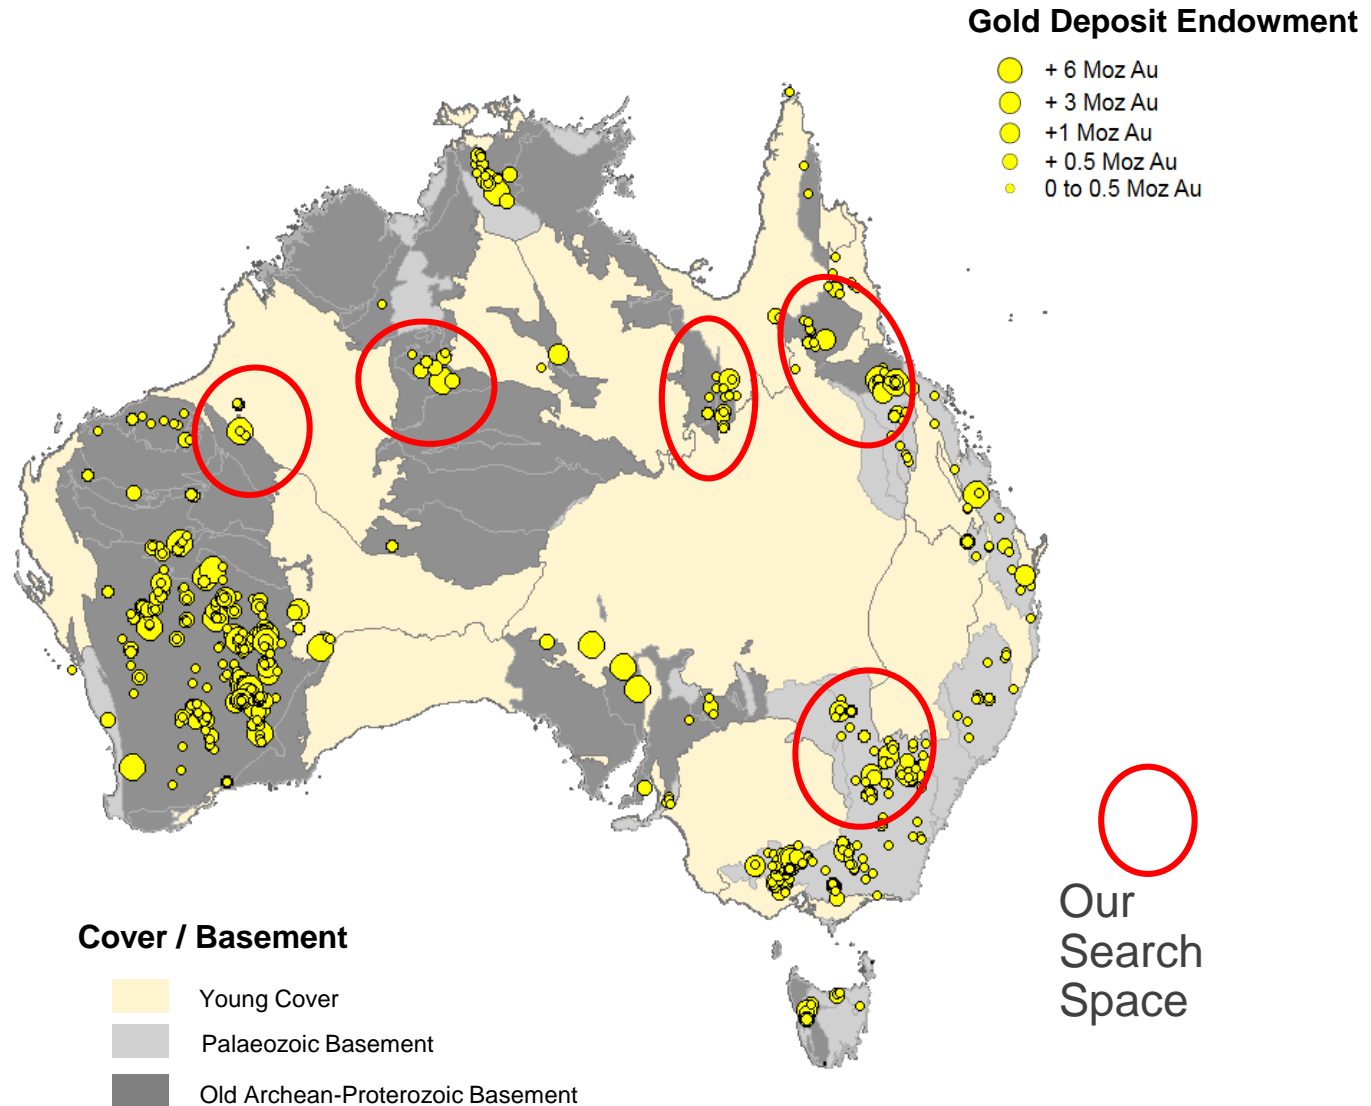 Gold Deposit Endowment
+ 6 Moz Au
+ 3 Moz Au
+1 Moz Au
+ 0.5 Moz Au
0 to 0.5 Moz Au
Our
Search
Space
Cover / Basement
Young Cover
Palaeozoic Basement
Old Archean-Proterozoic Basement